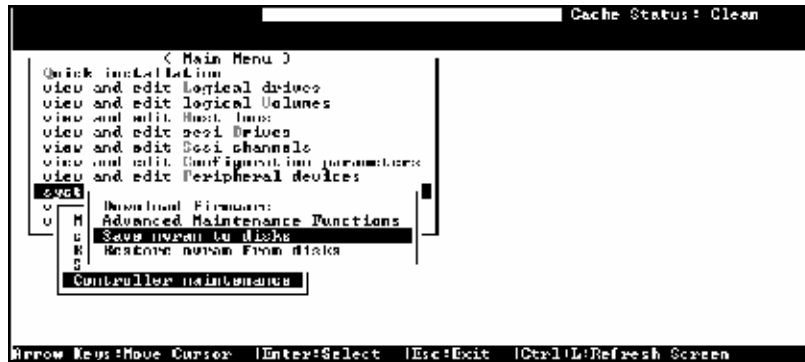 Cache Status: Clean
< Main Menu >
Quick installation
view and edit Logical drives
view and edit logical Volumes
view and edit Host luns
view and edit scsi Drives
view and edit Scsi channels
view and edit Configuration parameters
view and edit Peripheral devices
syst
v
Download Firmware
v
M
Advanced Maintenance Functions
Save nvram to disks
R
Restore nvram from disks
S
Controller maintenance
Arrow Keys:Move Cursor |Enter:Select |Esc:Exit |Ctrl+L:Refresh Screen